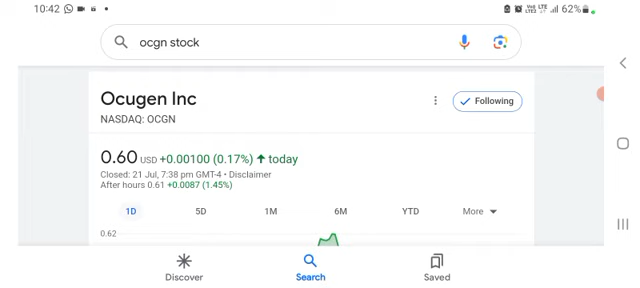 10:42 62%
ocgn stock
Ocugen Inc
Following
NASDAQ: OCGN
0.60 USD +0.00100 (0.17%) ↑ today
Closed: 21 Jul, 7:38 pm GMT-4 • Disclaimer
After hours 0.61 +0.0087 (1.45%)
1D 5D 1M 6M YTD More
0.62
Discover Search Saved